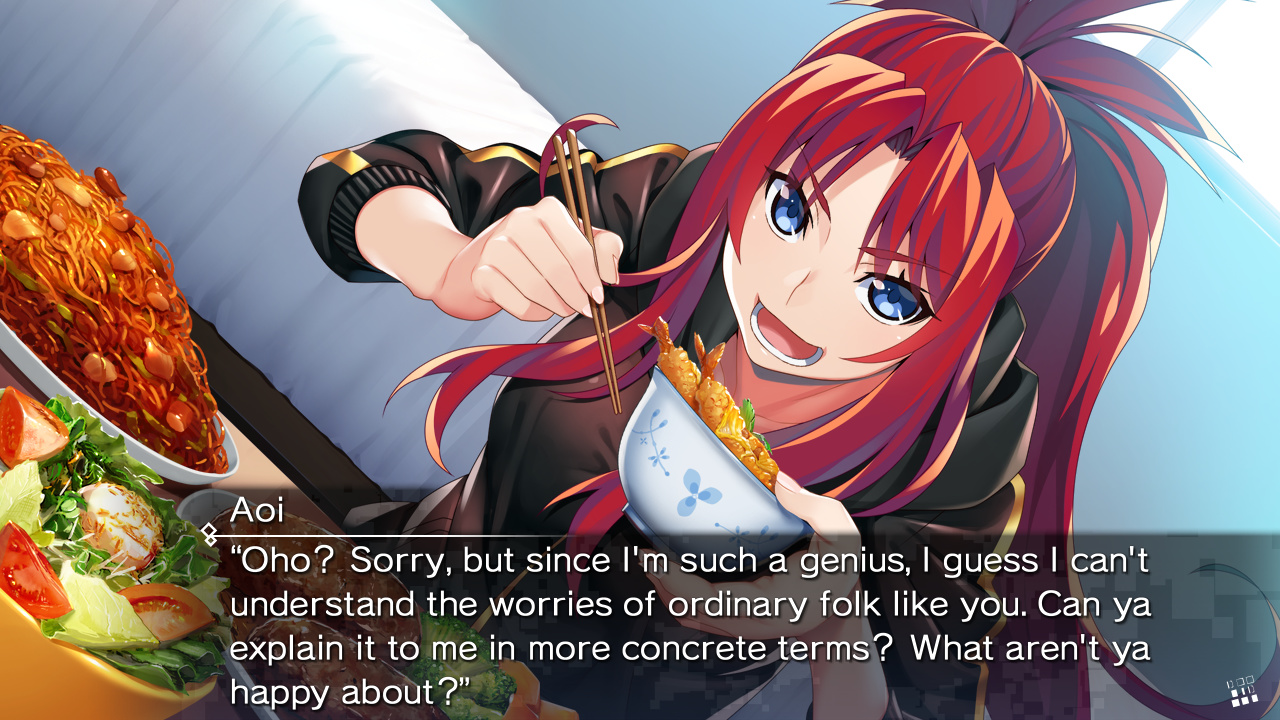 Aoi
“Oho? Sorry, but since I'm such a genius, I guess I can't
understand the worries of ordinary folk like you. Can ya
explain it to me in more concrete terms? What aren't ya
happy about?”